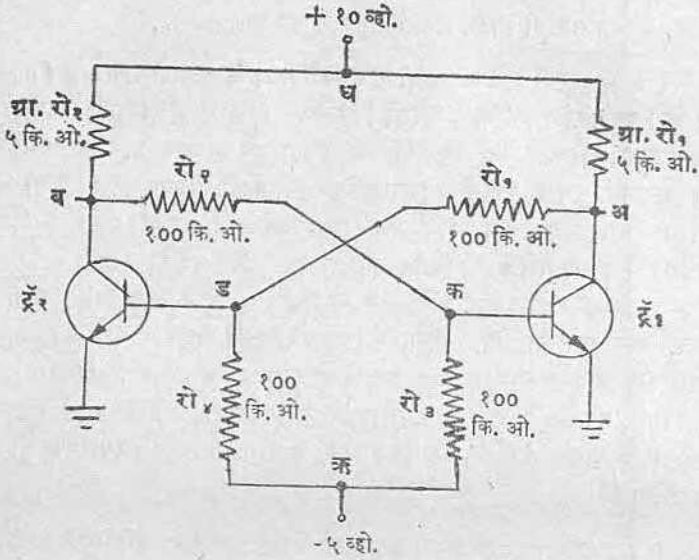 + १० व्हो.
घ
ग्रा. रो२
५ कि. ओ.
ग्रा. रो१
५ कि. ओ.
ब
रो२
१०० कि. ओ.
रो१
१०० कि. ओ.
अ
ट्रॅ२
ड
क
ट्रॅ१
रो४
१००
कि. ओ.
रो३
१००
कि. ओ.
ऋ
-५ व्हो.